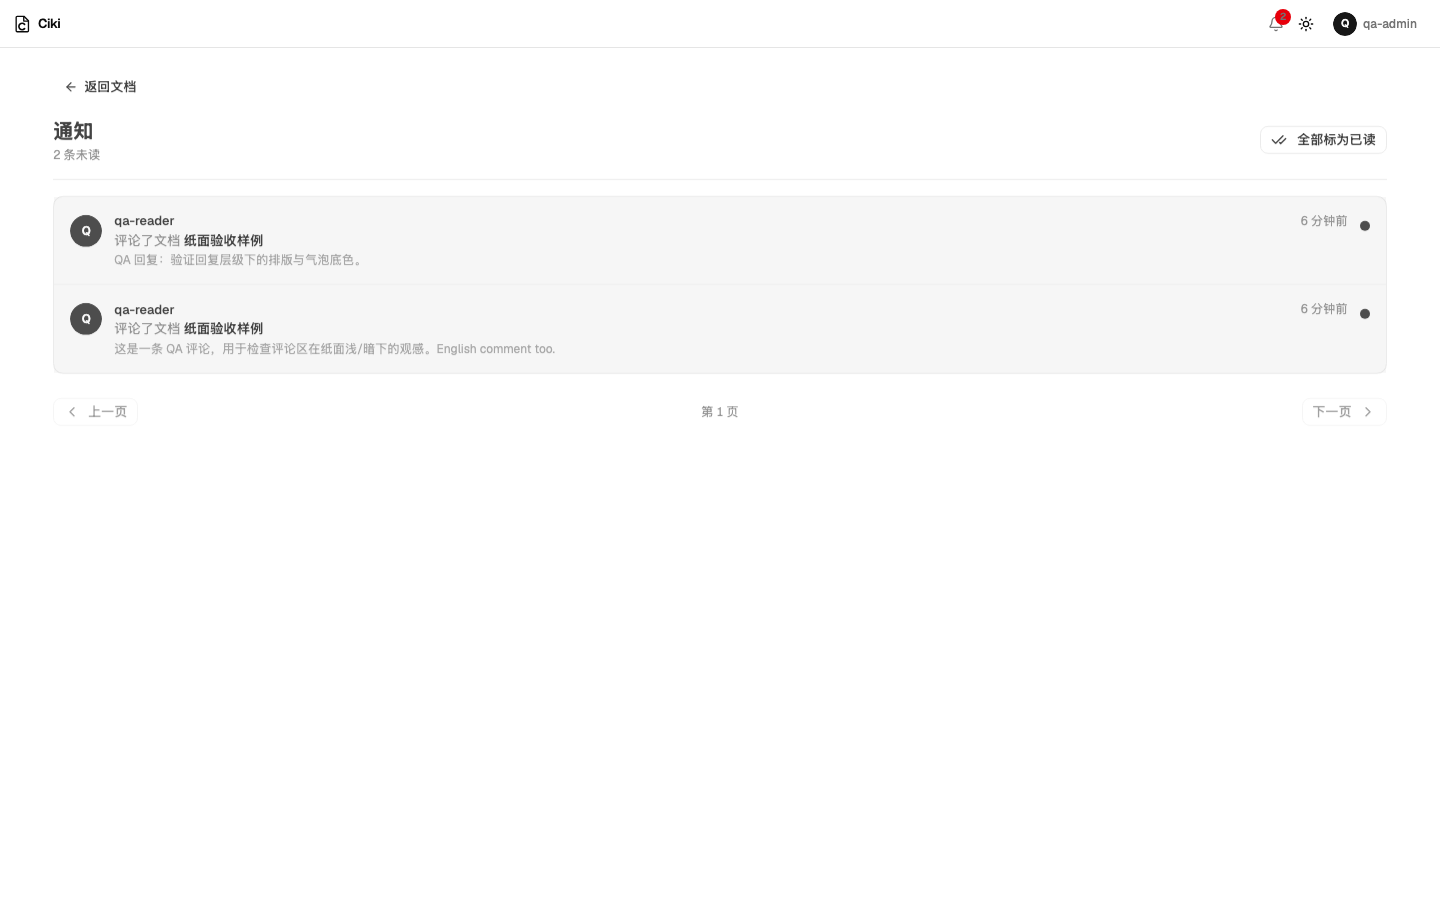 Ciki
2
Q qa-admin
返回文档
通知
2 条未读
全部标为已读
Q
qa-reader
6 分钟前
评论了文档 纸面验收样例
QA 回复：验证回复层级下的排版与气泡底色。
Q
qa-reader
6 分钟前
评论了文档 纸面验收样例
这是一条 QA 评论，用于检查评论区在纸面浅/暗下的观感。English comment too.
上一页
第 1 页
下一页